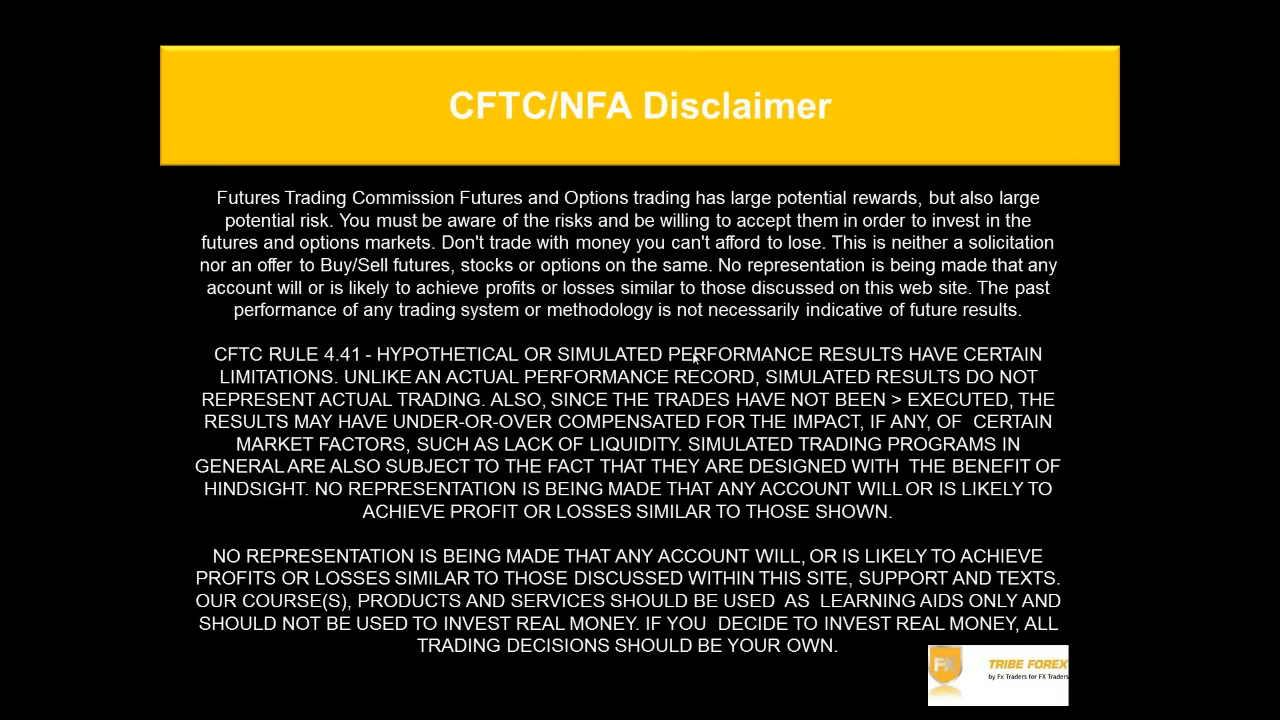 CFTC/NFA Disclaimer
Futures Trading Commission Futures and Options trading has large potential rewards, but also large
potential risk. You must be aware of the risks and be willing to accept them in order to invest in the
futures and options markets. Don't trade with money you can't afford to lose. This is neither a solicitation
nor an offer to Buy/Sell futures, stocks or options on the same. No representation is being made that any
account will or is likely to achieve profits or losses similar to those discussed on this web site. The past
performance of any trading system or methodology is not necessarily indicative of future results.
CFTC RULE 4.41 - HYPOTHETICAL OR SIMULATED PERFORMANCE RESULTS HAVE CERTAIN
LIMITATIONS. UNLIKE AN ACTUAL PERFORMANCE RECORD, SIMULATED RESULTS DO NOT
REPRESENT ACTUAL TRADING. ALSO, SINCE THE TRADES HAVE NOT BEEN > EXECUTED, THE
RESULTS MAY HAVE UNDER-OR-OVER COMPENSATED FOR THE IMPACT, IF ANY, OF CERTAIN
MARKET FACTORS, SUCH AS LACK OF LIQUIDITY. SIMULATED TRADING PROGRAMS IN
GENERAL ARE ALSO SUBJECT TO THE FACT THAT THEY ARE DESIGNED WITH THE BENEFIT OF
HINDSIGHT. NO REPRESENTATION IS BEING MADE THAT ANY ACCOUNT WILL OR IS LIKELY TO
ACHIEVE PROFIT OR LOSSES SIMILAR TO THOSE SHOWN.
NO REPRESENTATION IS BEING MADE THAT ANY ACCOUNT WILL, OR IS LIKELY TO ACHIEVE
PROFITS OR LOSSES SIMILAR TO THOSE DISCUSSED WITHIN THIS SITE, SUPPORT AND TEXTS.
OUR COURSE(S), PRODUCTS AND SERVICES SHOULD BE USED AS LEARNING AIDS ONLY AND
SHOULD NOT BE USED TO INVEST REAL MONEY. IF YOU DECIDE TO INVEST REAL MONEY, ALL
TRADING DECISIONS SHOULD BE YOUR OWN.
FX
TRIBE FOREX
by Fx Traders for FX Traders